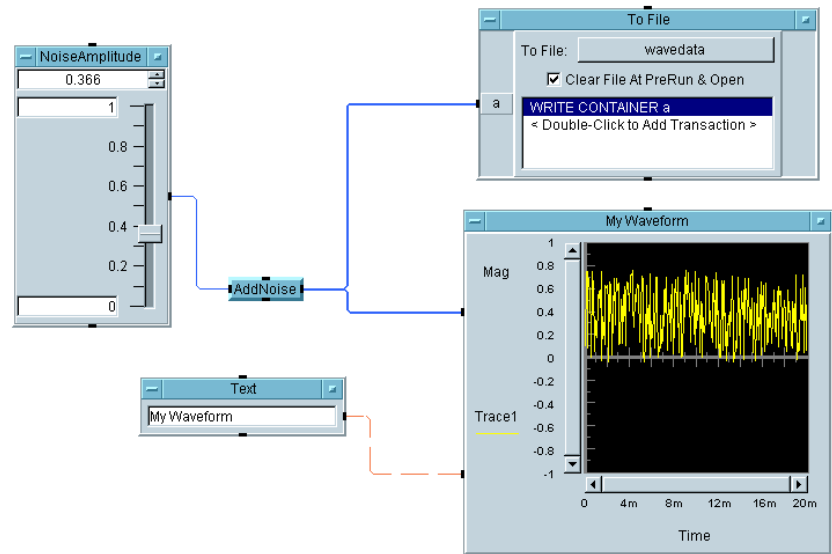 To File
NoiseAmplitude
0.366
To File: wavedata
Clear File At PreRun & Open
1
a
WRITE CONTAINER a
< Double-Click to Add Transaction >
0.8
0.6
0.4
0.2
0
AddNoise
My Waveform
Mag
1
0.8
0.6
0.4
0.2
0
-0.2
-0.4
-0.6
-0.8
-1
Trace1
0 4m 8m 12m 16m 20m
Time
Text
My Waveform